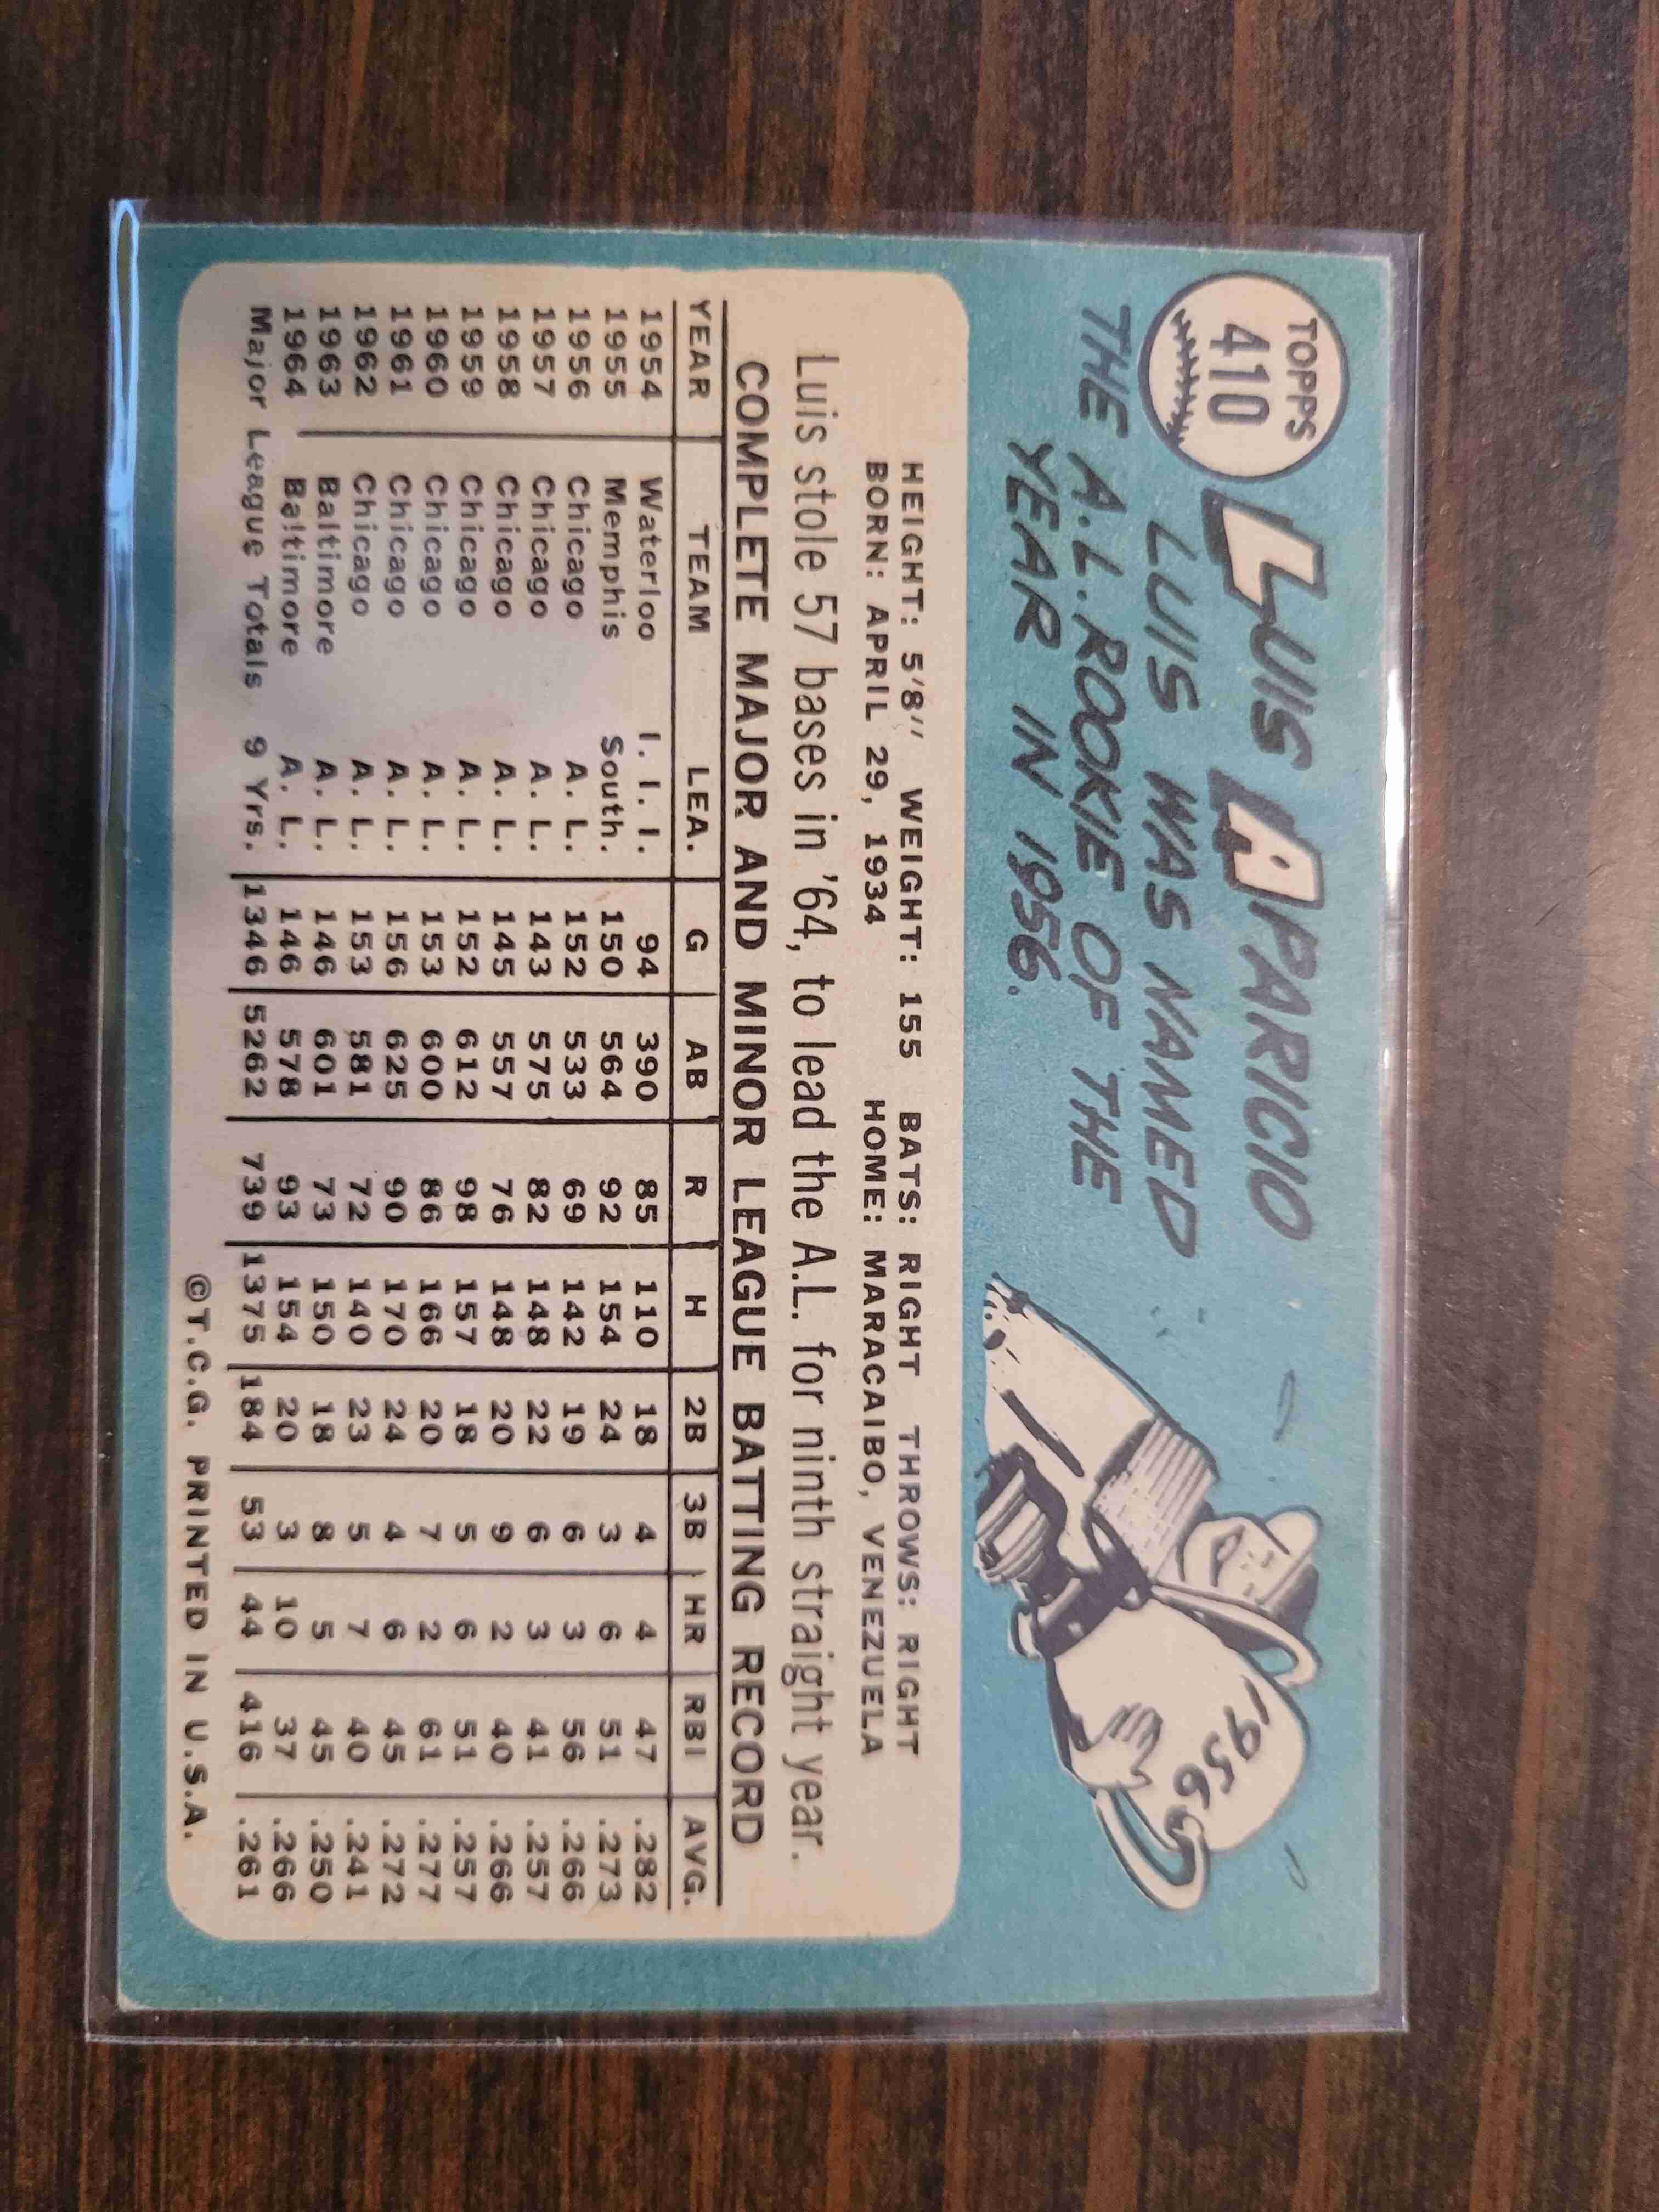 TOPPS
410
LUIS APARICIO
LUIS WAS NAMED
THE A.L. ROOKIE OF THE
YEAR IN 1956.
1956
HEIGHT: 5'8" WEIGHT: 155 BATS: RIGHT THROWS: RIGHT
BORN: APRIL 29, 1934 HOME: MARACAIBO, VENEZUELA
Luis stole 57 bases in '64, to lead the A.L. for ninth straight year.
COMPLETE MAJOR AND MINOR LEAGUE BATTING RECORD
YEAR TEAM LEA. G AB R H 2B 3B HR RBI AVG.
1954 Waterloo I. I. I. 94 390 85 110 18 4 4 47 .282
1955 Memphis South. 150 564 92 154 24 3 6 51 .273
1956 Chicago A. L. 152 533 69 142 19 6 3 56 .266
1957 Chicago A. L. 143 575 82 148 22 6 3 41 .257
1958 Chicago A. L. 145 557 76 148 20 9 2 40 .266
1959 Chicago A. L. 152 612 98 157 18 5 6 51 .257
1960 Chicago A. L. 153 600 86 166 20 7 2 61 .277
1961 Chicago A. L. 156 625 90 170 24 4 6 45 .272
1962 Chicago A. L. 153 581 72 140 23 5 7 40 .241
1963 Baltimore A. L. 146 601 73 150 18 8 5 45 .250
1964 Baltimore A. L. 146 578 93 154 20 3 10 37 .266
Major League Totals 9 Yrs. 1346 5262 739 1375 184 53 44 416 .261
©T.C.G. PRINTED IN U.S.A.